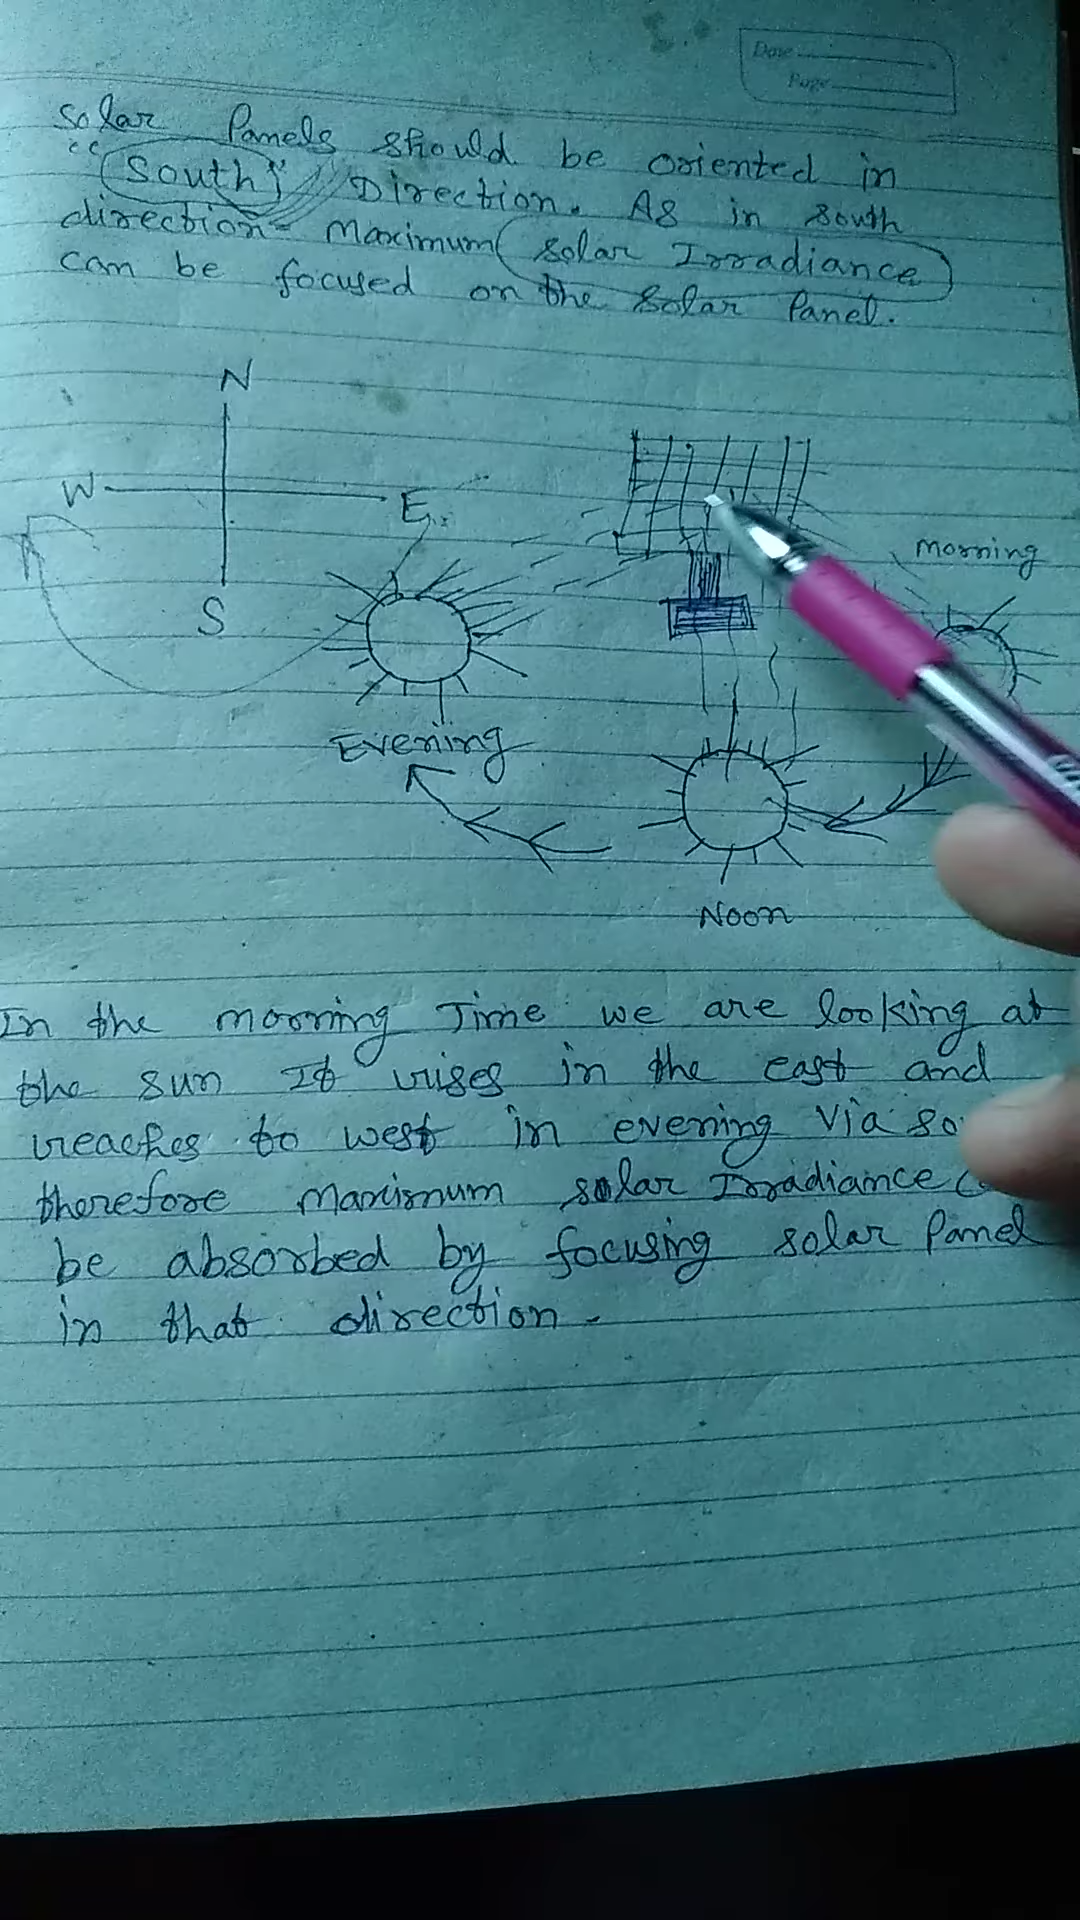 Date
Page
Solar Panels should be oriented in
"South" Direction. As in south
direction maximum solar Irradiance
can be focused on the solar Panel.
N
W E
S
Morning
Evening
Noon
In the morning Time we are looking at
the sun It rises in the east and
reaches to west in evening via
therefore maximum solar Irradiance
be absorbed by focusing solar Panel
in that direction.